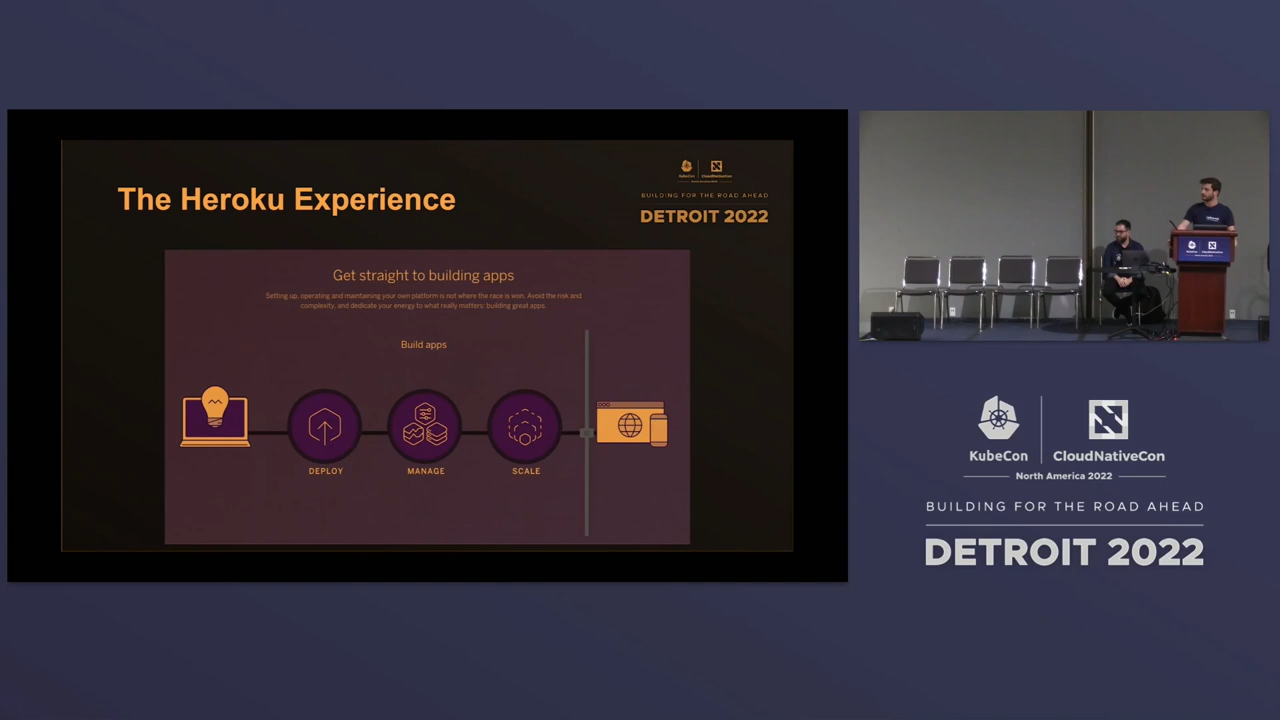 The Heroku Experience
KubeCon
CloudNativeCon
BUILDING FOR THE ROAD AHEAD
DETROIT 2022
Get straight to building apps
Setting up, operating and maintaining your own platform is not where the race is won. Avoid the risk and
complexity, and dedicate your energy to what really matters: building great apps.
Build apps
DEPLOY
MANAGE
SCALE
KubeCon
CloudNativeCon
North America 2022
BUILDING FOR THE ROAD AHEAD
DETROIT 2022